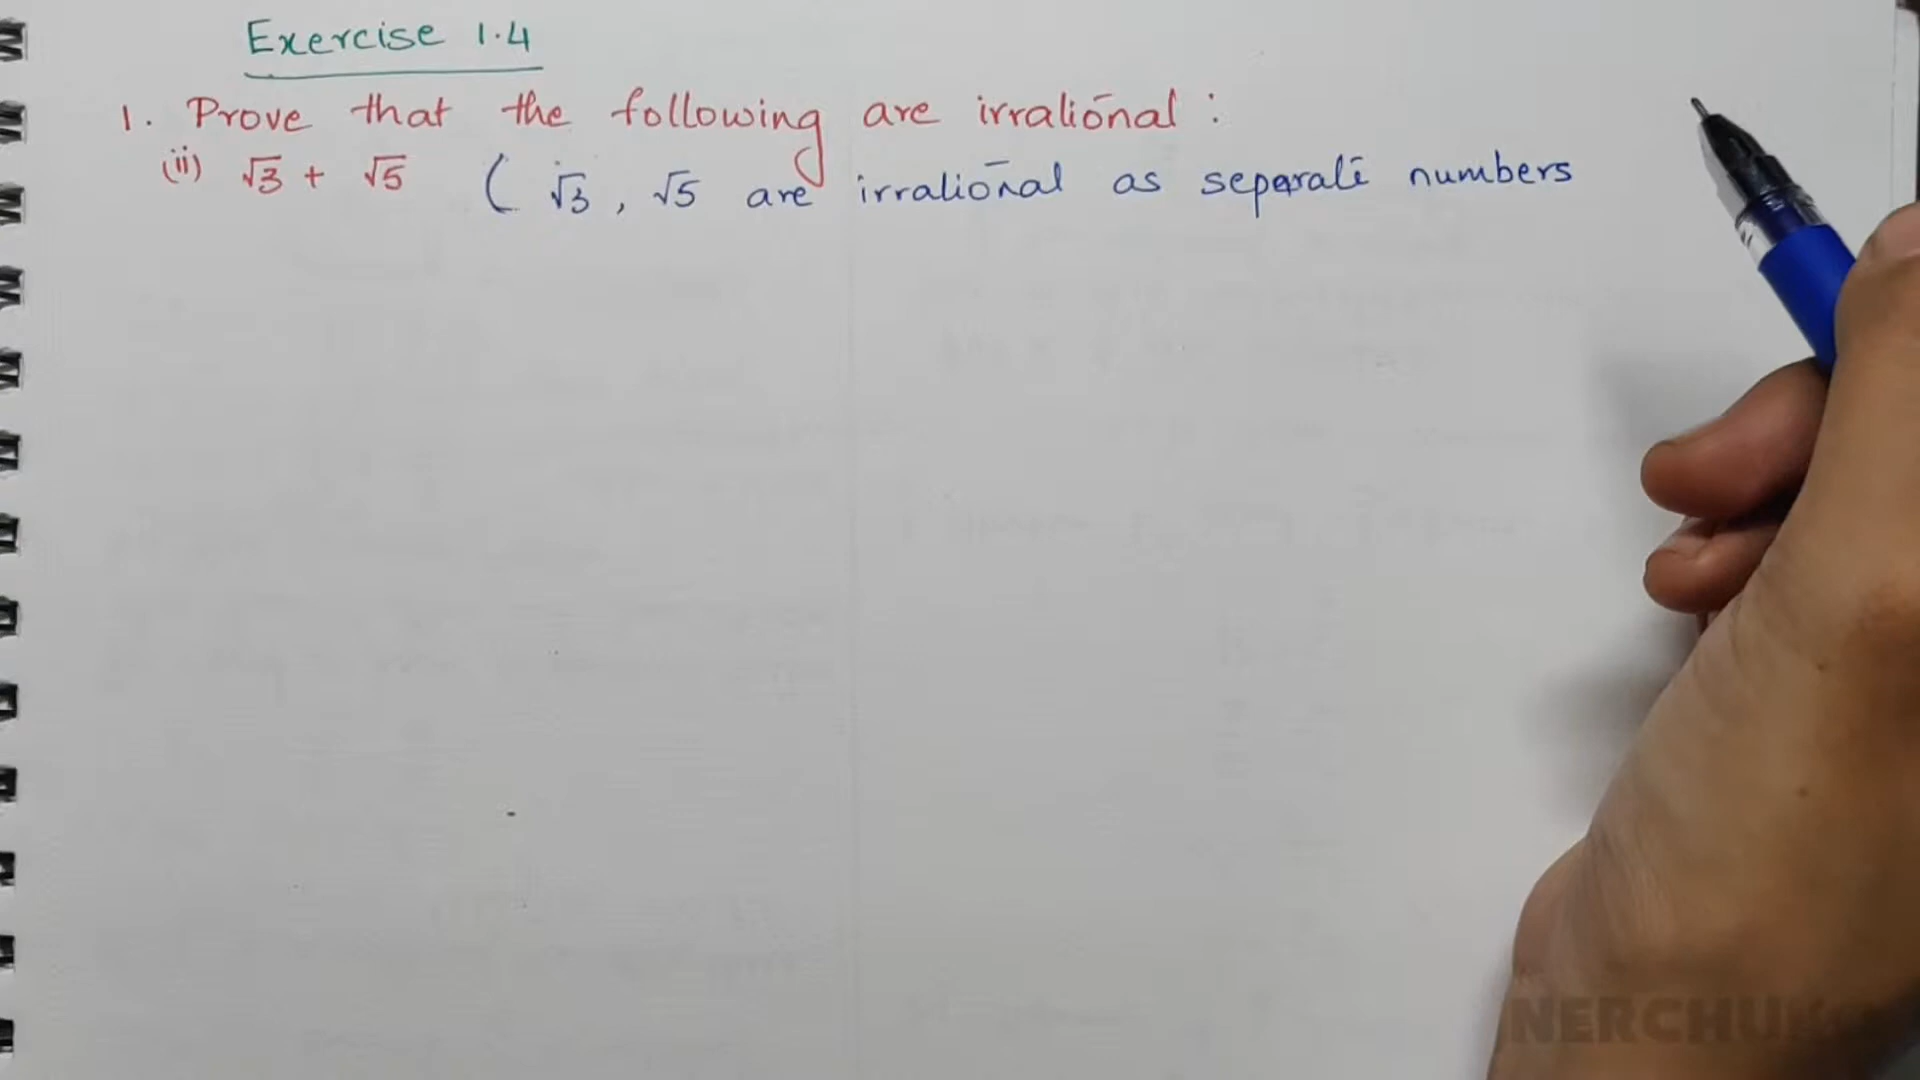 Exercise 1.4
1. Prove that the following are irrational :
(ii) √3 + √5 ( √3 , √5 are irrational as separate numbers
NERCHU